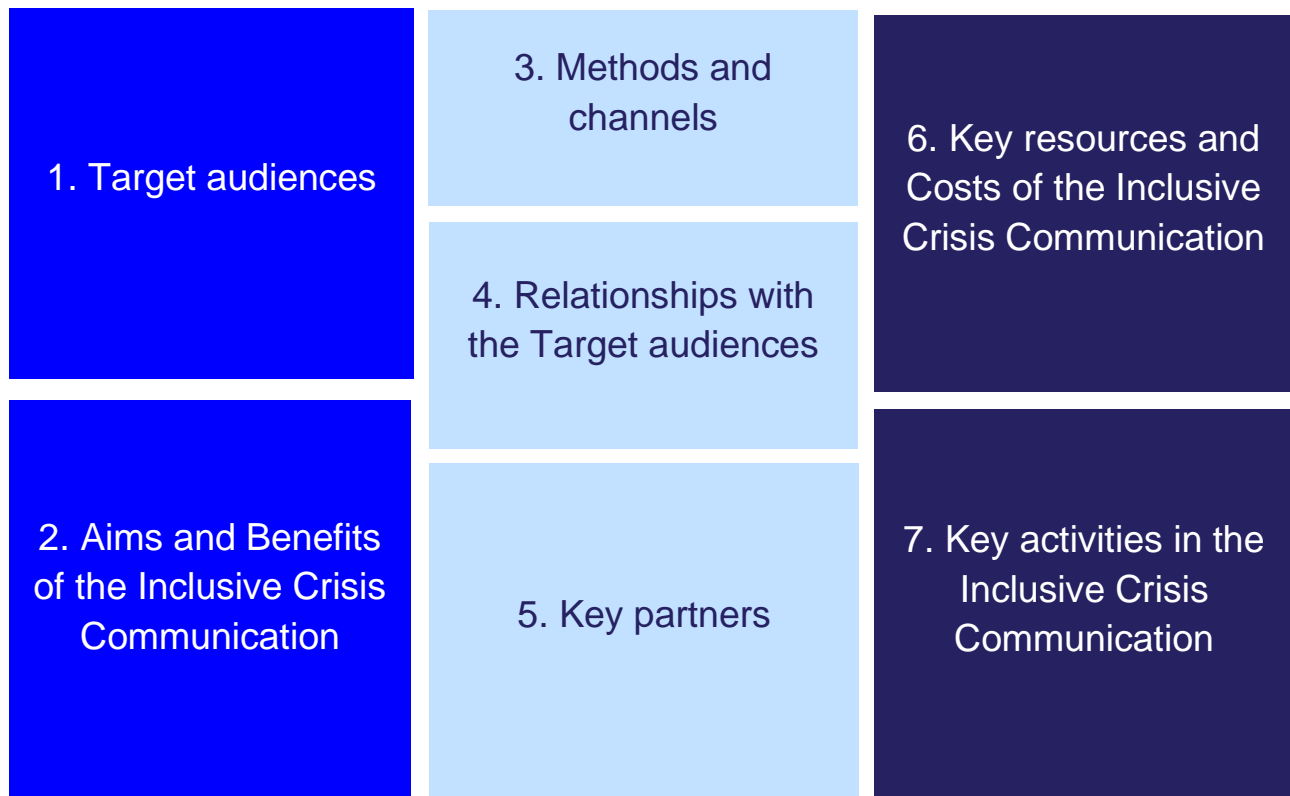 1. Target audiences
2. Aims and Benefits
of the Inclusive Crisis
Communication
3. Methods and
channels
4. Relationships with
the Target audiences
5. Key partners
6. Key resources and
Costs of the Inclusive
Crisis Communication
7. Key activities in the
Inclusive Crisis
Communication